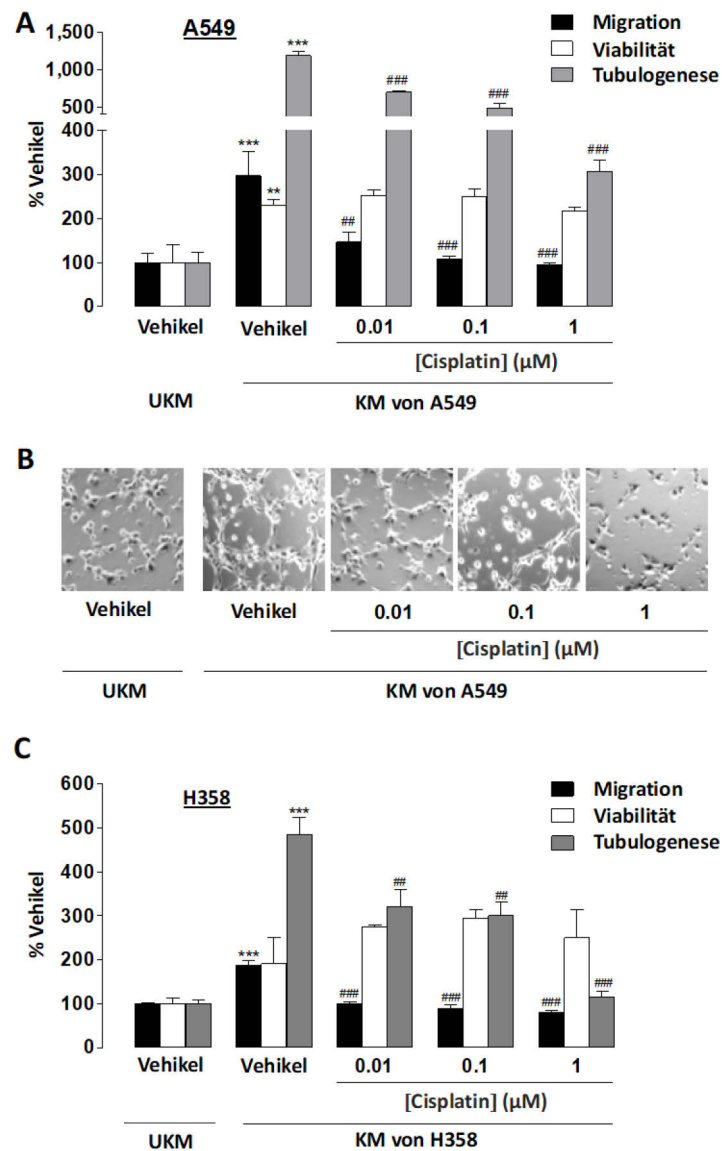 A
A549
Migration
Viabilität
Tubulogenese
1,500
1,000
500
400
300
200
100
0
% Vehikel
***
**
***
##
###
###
###
###
###
Vehikel
Vehikel
0.01
0.1
1
[Cisplatin] (µM)
UKM
KM von A549
B
Vehikel
Vehikel
0.01
0.1
1
[Cisplatin] (µM)
UKM
KM von A549
C
H358
Migration
Viabilität
Tubulogenese
600
500
400
300
200
100
0
% Vehikel
***
***
###
##
###
##
###
###
Vehikel
Vehikel
0.01
0.1
1
[Cisplatin] (µM)
UKM
KM von H358